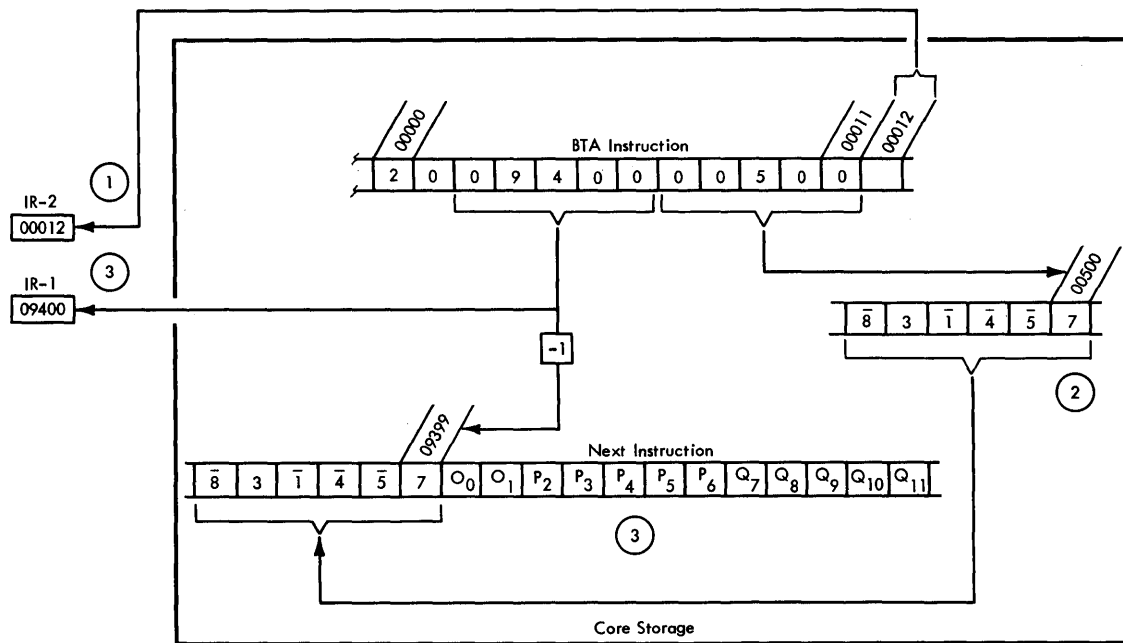 00000
00011
00012
BTA Instruction
2 0 0 9 4 0 0 0 0 5 0 0
1
IR-2
00012
3
IR-1
09400
00500
8̅ 3 1̅ 4̅ 5̅ 7
-1
2
09399
Next Instruction
8̅ 3 1̅ 4̅ 5̅ 7 O₀ O₁ P₂ P₃ P₄ P₅ P₆ Q₇ Q₈ Q₉ Q₁₀ Q₁₁
3
Core Storage